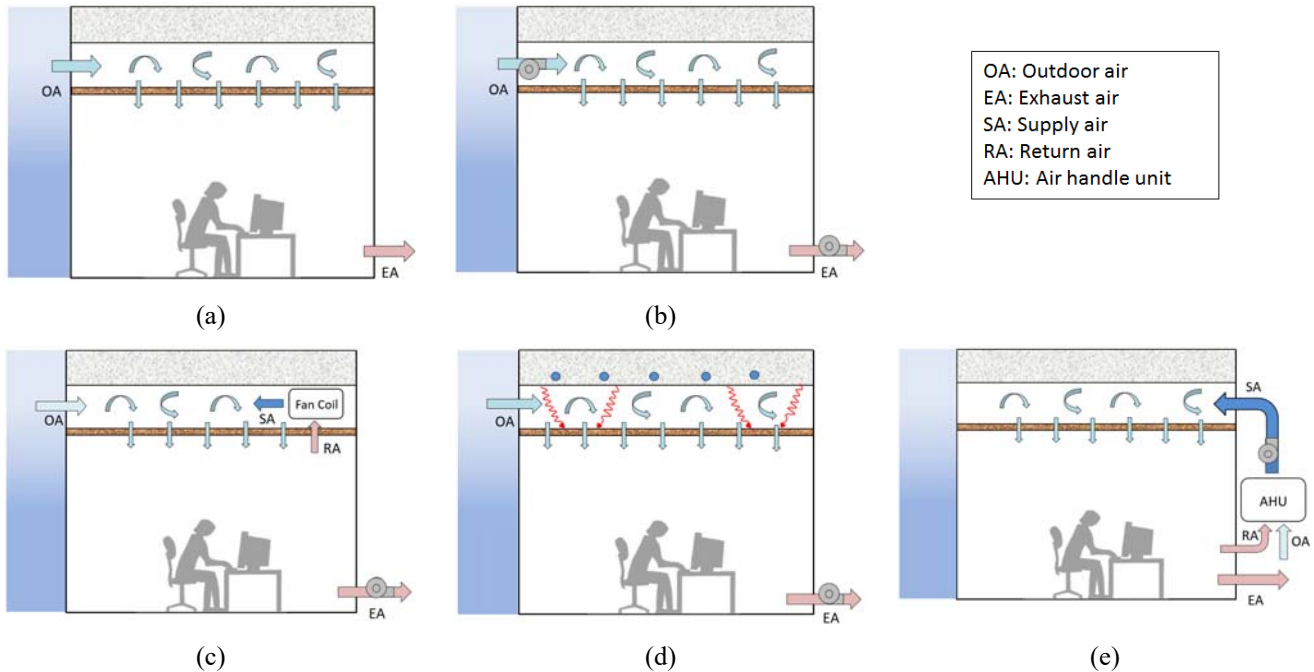 OA
EA
(a)
OA
EA
(b)
OA: Outdoor air
EA: Exhaust air
SA: Supply air
RA: Return air
AHU: Air handle unit
OA
SA
Fan Coil
RA
EA
(c)
OA
EA
(d)
SA
AHU
RA
OA
EA
(e)